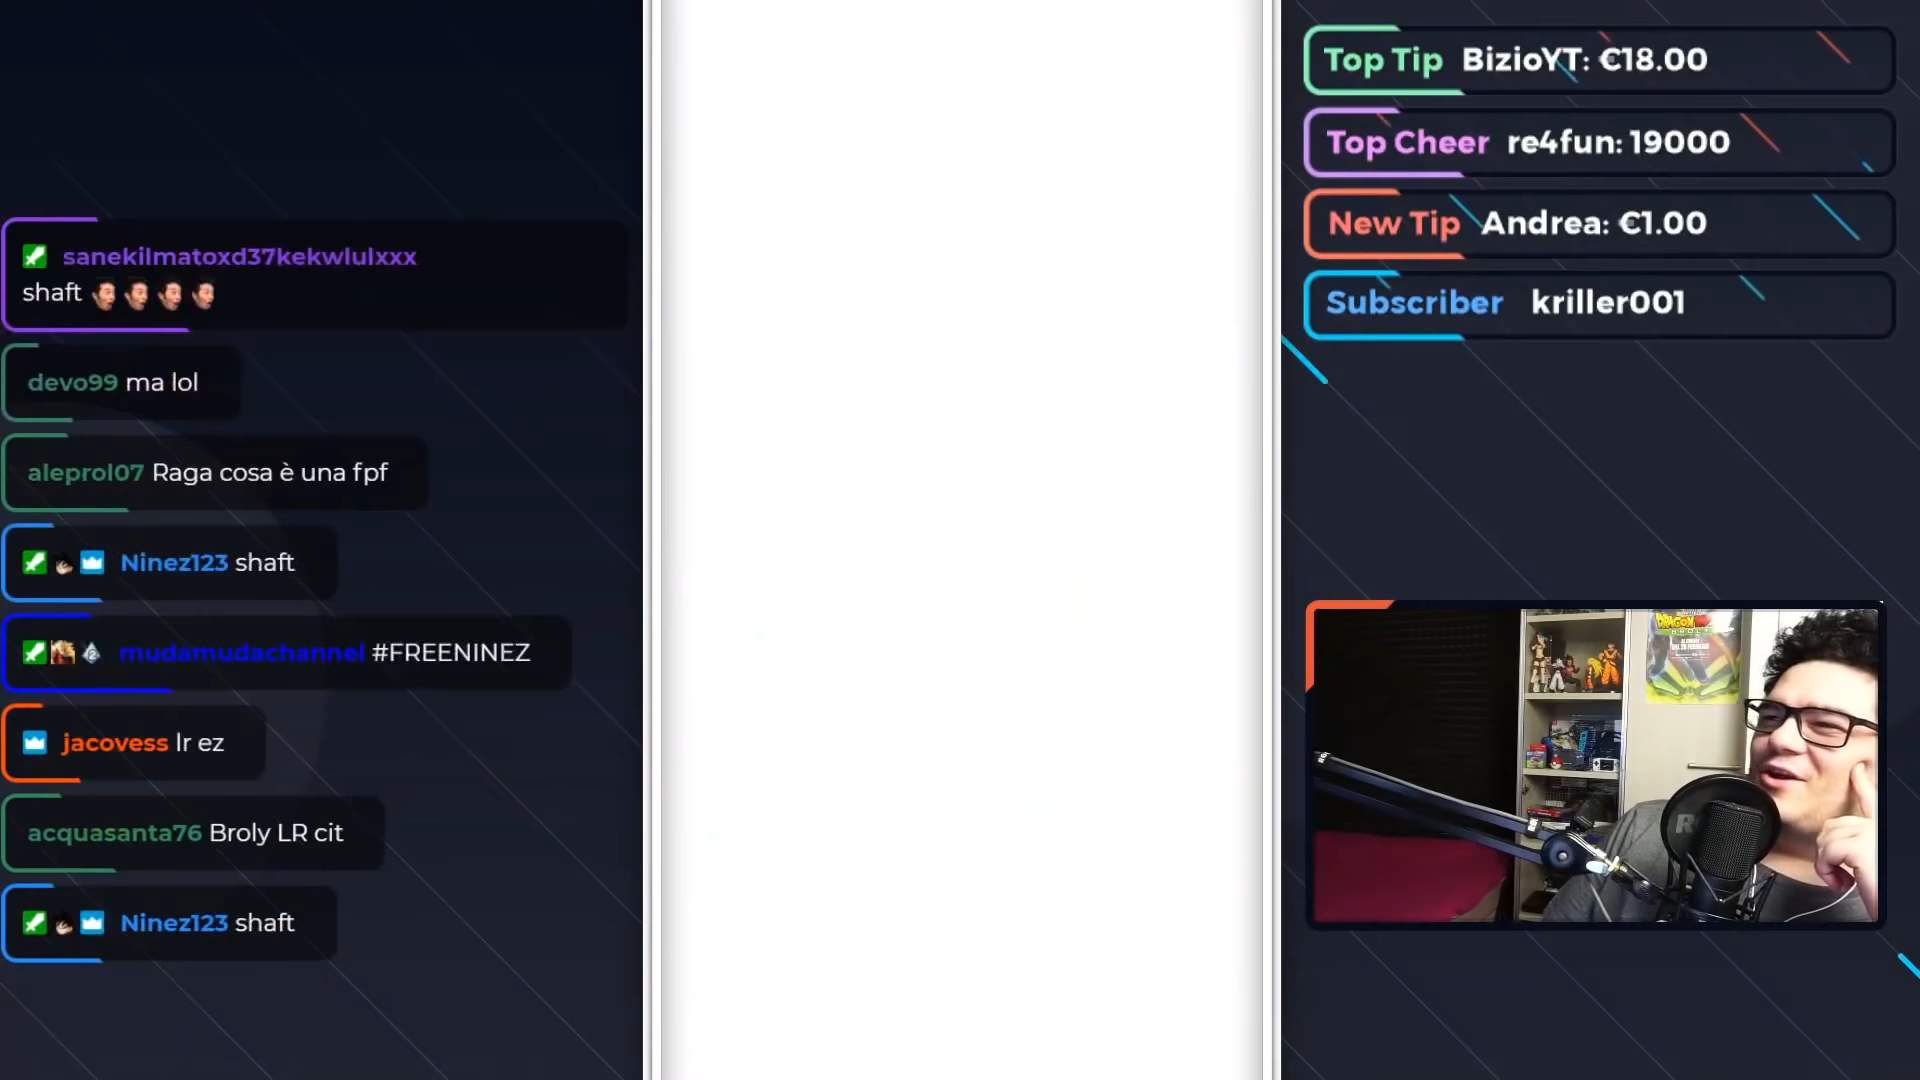 sanekilmatoxd37kekwlulxxx
shaft
devo99 ma lol
aleprol07 Raga cosa è una fpf
Ninez123 shaft
mudamudachannel #FREENINEZ
jacovess lr ez
acquasanta76 Broly LR cit
Ninez123 shaft
Top Tip BizioYT: €18.00
Top Cheer re4fun: 19000
New Tip Andrea: €1.00
Subscriber kriller001
DRAGON
BROLY